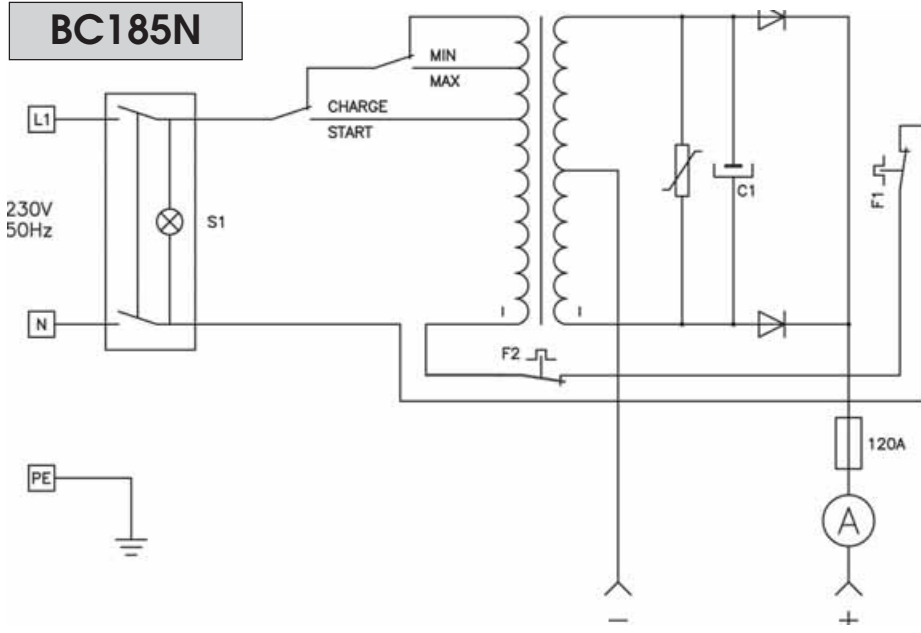 BC185N
MIN
MAX
CHARGE
START
L1
230V
50Hz
S1
N
PE
C1
F1
F2
120A
A
−
+